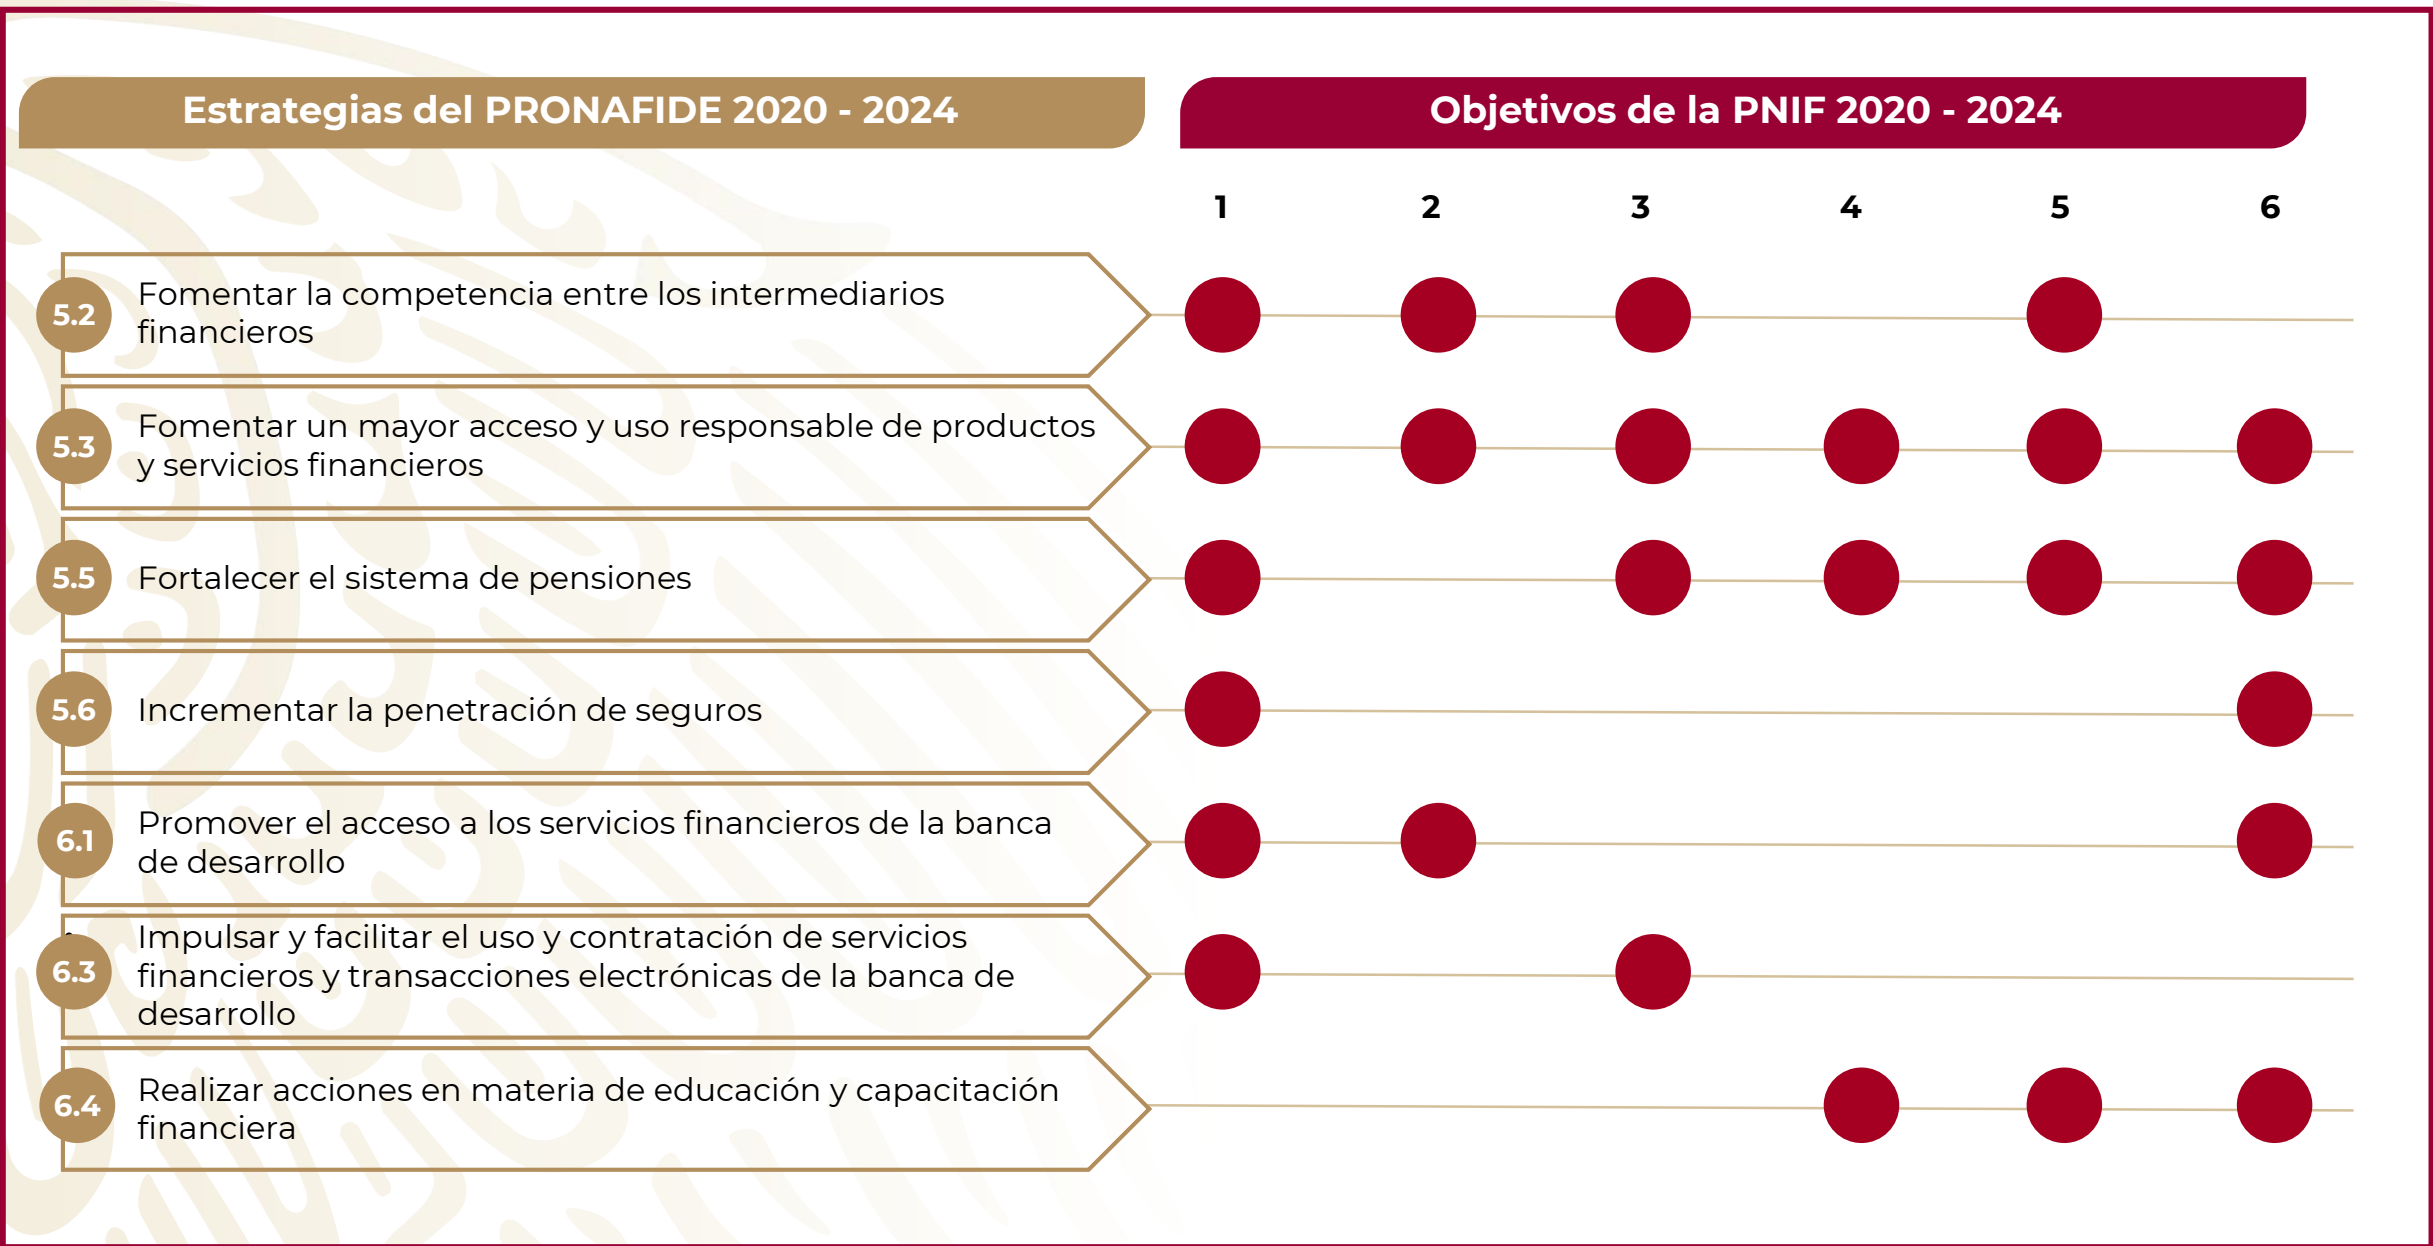 Estrategias del PRONAFIDE 2020 - 2024
Objetivos de la PNIF 2020 - 2024
1 2 3 4 5 6
5.2
Fomentar la competencia entre los intermediarios
financieros
5.3
Fomentar un mayor acceso y uso responsable de productos
y servicios financieros
5.5
Fortalecer el sistema de pensiones
5.6
Incrementar la penetración de seguros
6.1
Promover el acceso a los servicios financieros de la banca
de desarrollo
6.3
Impulsar y facilitar el uso y contratación de servicios
financieros y transacciones electrónicas de la banca de
desarrollo
6.4
Realizar acciones en materia de educación y capacitación
financiera